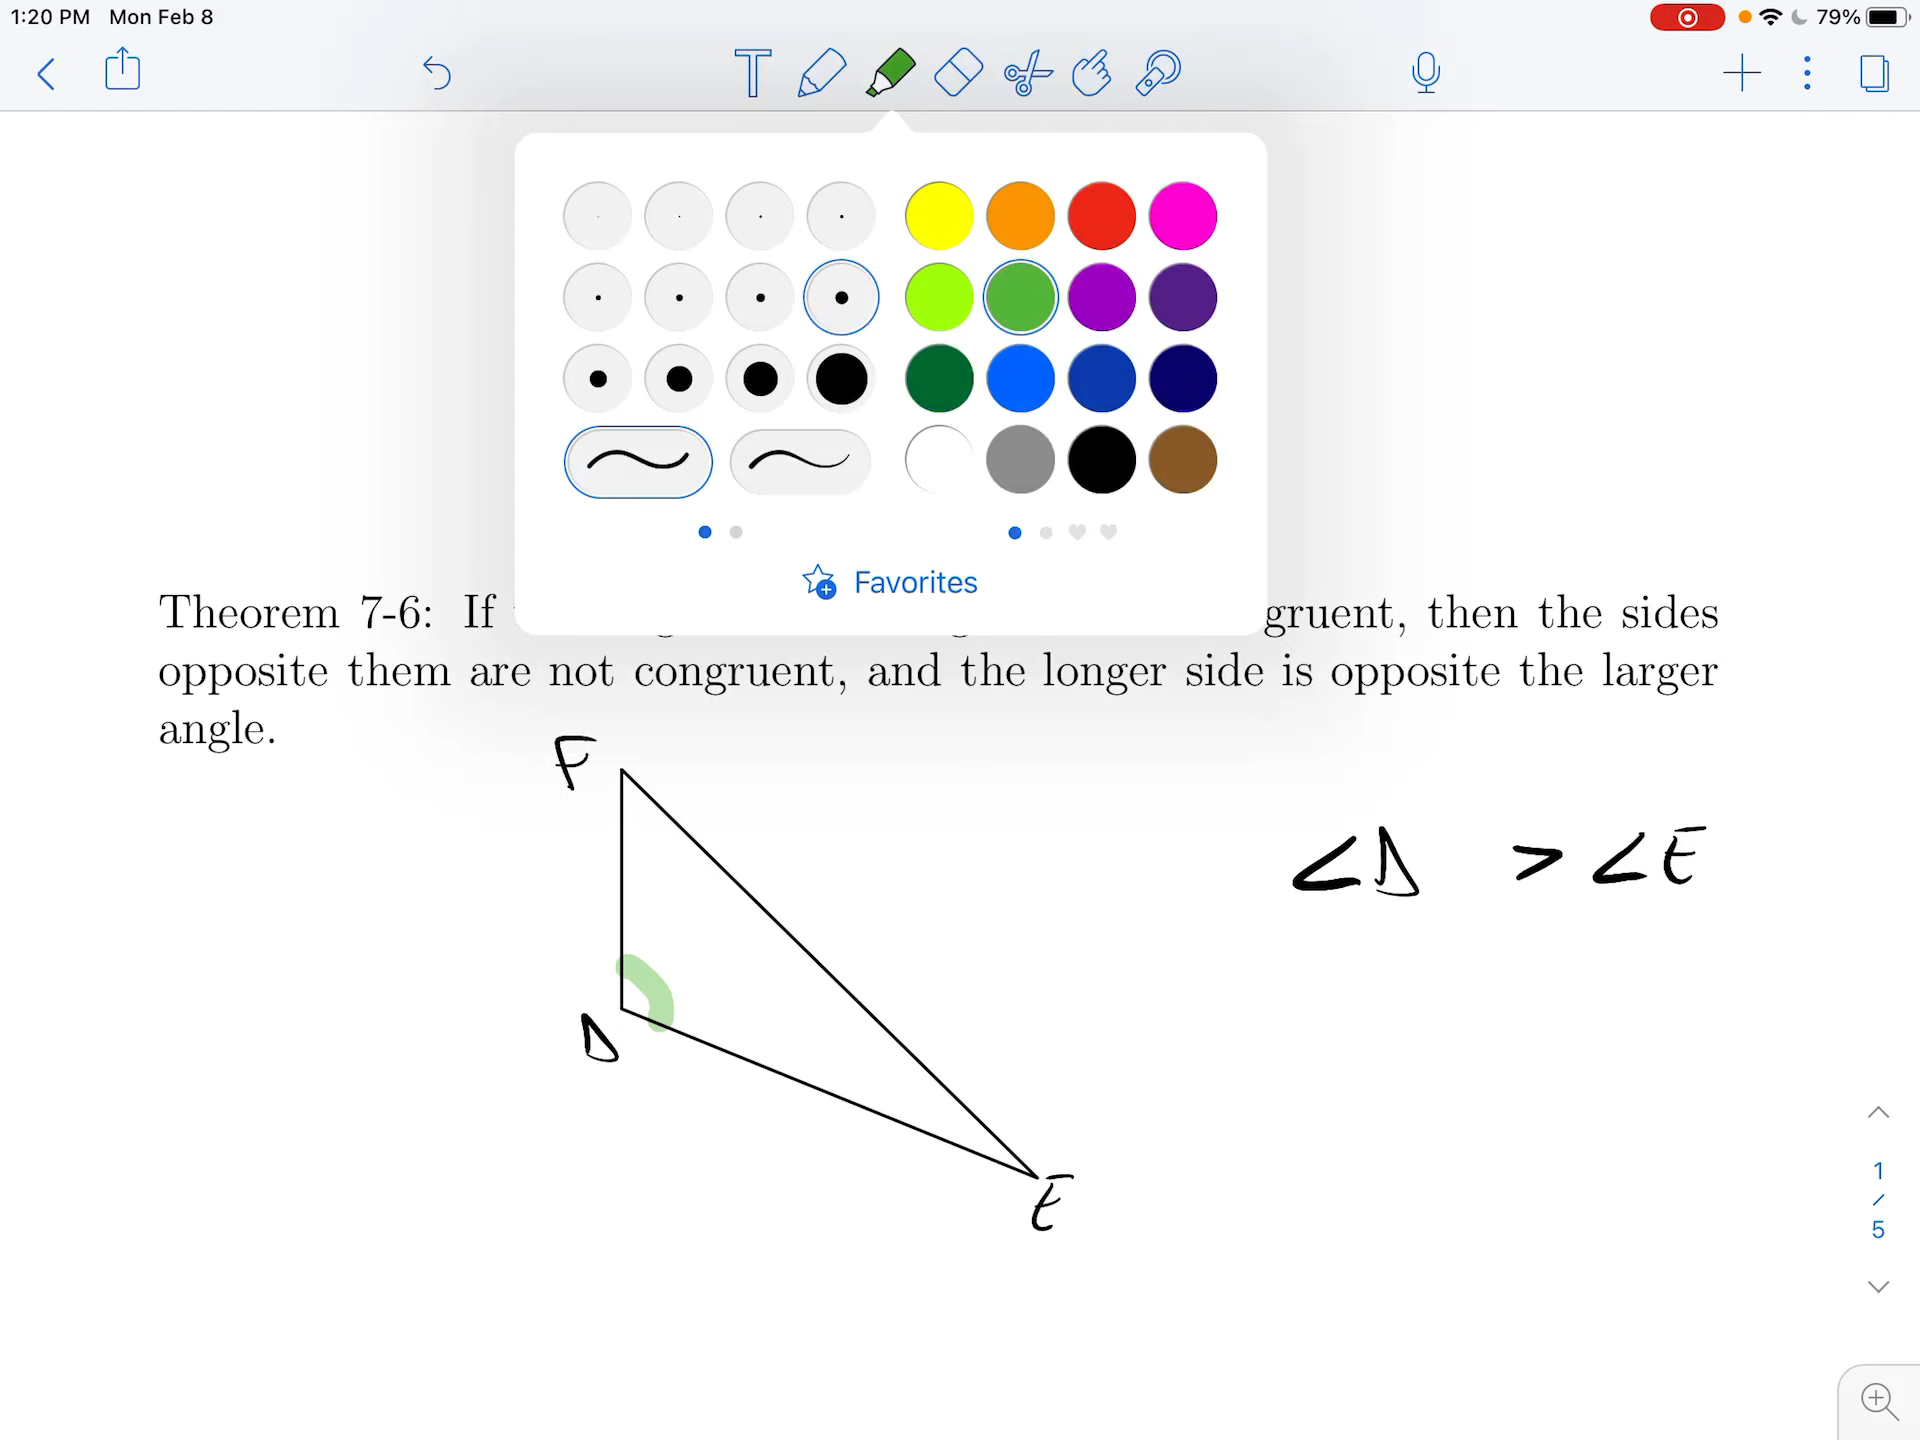 1:20 PM Mon Feb 8 79%
T
Favorites
Theorem 7-6: If gruent, then the sides
opposite them are not congruent, and the longer side is opposite the larger
angle.
F
<D > <E
D
E
1
/
5